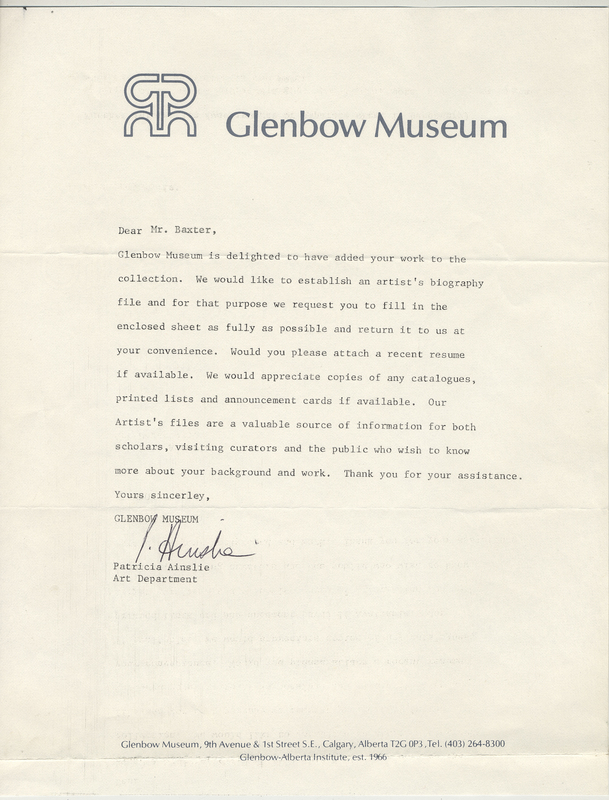 Glenbow Museum
Dear Mr. Baxter,
Glenbow Museum is delighted to have added your work to the
collection. We would like to establish an artist's biography
file and for that purpose we request you to fill in the
enclosed sheet as fully as possible and return it to us at
your convenience. Would you please attach a recent resume
if available. We would appreciate copies of any catalogues,
printed lists and announcement cards if available. Our
Artist's files are a valuable source of information for both
scholars, visiting curators and the public who wish to know
more about your background and work. Thank you for your assistance.
Yours sincerley,
GLENBOW MUSEUM
P. Ainslie
Patricia Ainslie
Art Department
Glenbow Museum, 9th Avenue & 1st Street S.E., Calgary, Alberta T2G 0P3 ,Tel. (403) 264-8300
Glenbow-Alberta Institute, est. 1966